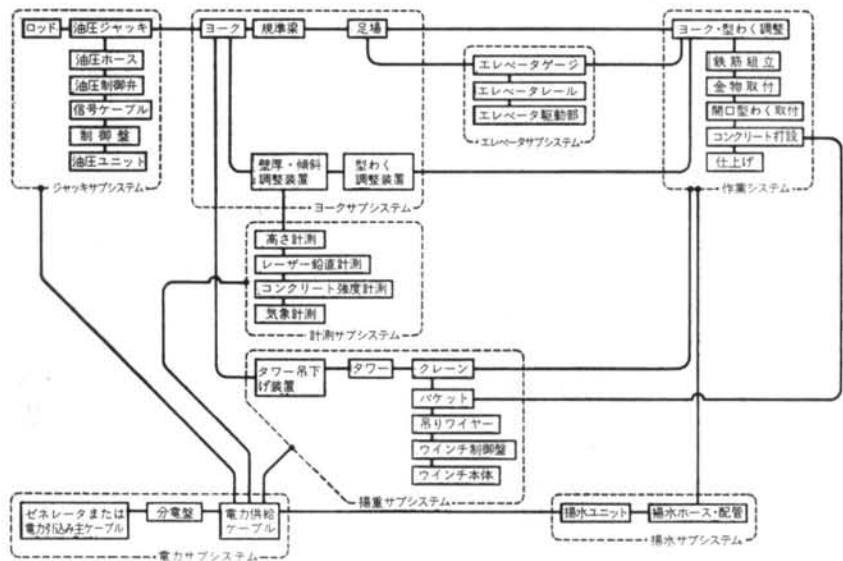 ロッド
油圧ジャッキ
油圧ホース
油圧制御弁
信号ケーブル
制御盤
油圧ユニット
ジャッキサブシステム
ヨーク
規準梁
足場
壁厚・傾斜
調整装置
型わく
調整装置
ヨークサブシステム
エレベータゲージ
エレベータレール
エレベータ駆動部
エレベータサブシステム
ヨーク・型わく調整
鉄筋組立
金物取付
開口型わく取付
コンクリート打設
仕上げ
作業システム
高さ計測
レーザー鉛直計測
コンクリート強度計測
気象計測
計測サブシステム
タワー吊下
げ装置
タワー
クレーン
バケット
吊りワイヤー
ウインチ制御盤
ウインチ本体
揚重サブシステム
ゼネレータまたは
電力引込み主ケーブル
分電盤
電力供給
ケーブル
電力サブシステム
揚水ユニット
揚水ホース・配管
揚水サブシステム